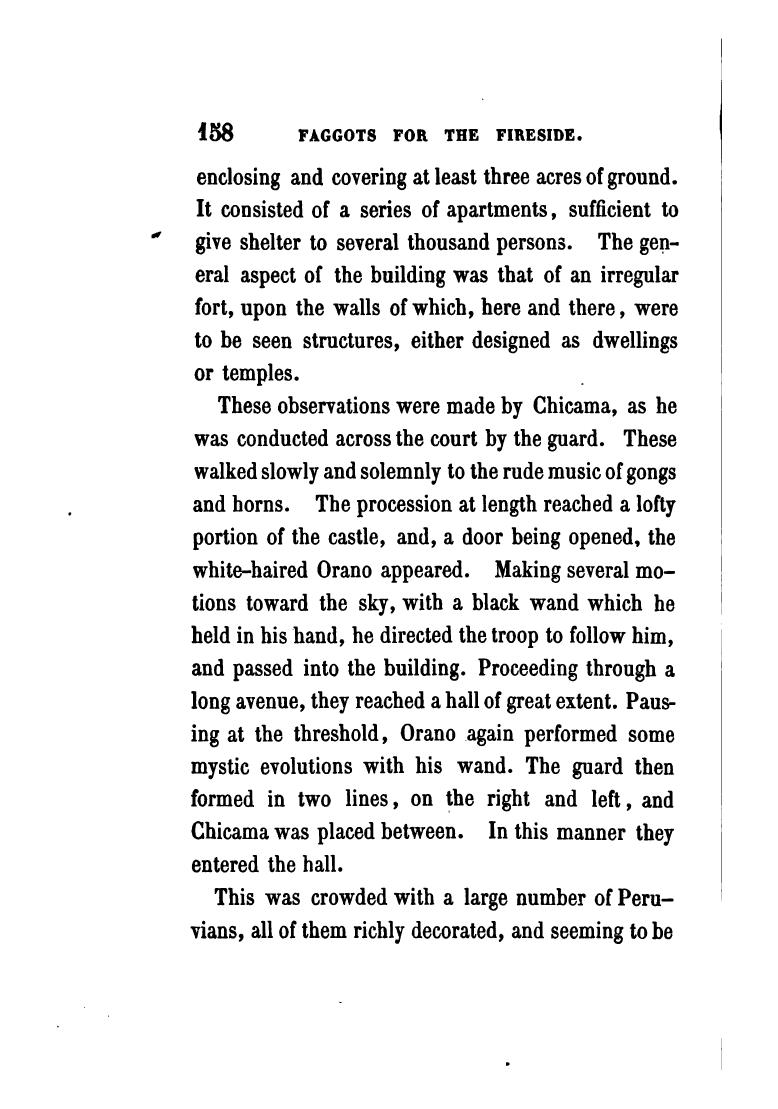 158 FAGGOTS FOR THE FIRESIDE.
enclosing and covering at least three acres of ground.
It consisted of a series of apartments, sufficient to
give shelter to several thousand persons. The gen-
eral aspect of the building was that of an irregular
fort, upon the walls of which, here and there, were
to be seen structures, either designed as dwellings
or temples.
These observations were made by Chicama, as he
was conducted across the court by the guard. These
walked slowly and solemnly to the rude music of gongs
and horns. The procession at length reached a lofty
portion of the castle, and, a door being opened, the
white-haired Orano appeared. Making several mo-
tions toward the sky, with a black wand which he
held in his hand, he directed the troop to follow him,
and passed into the building. Proceeding through a
long avenue, they reached a hall of great extent. Paus-
ing at the threshold, Orano again performed some
mystic evolutions with his wand. The guard then
formed in two lines, on the right and left, and
Chicama was placed between. In this manner they
entered the hall.
This was crowded with a large number of Peru-
vians, all of them richly decorated, and seeming to be